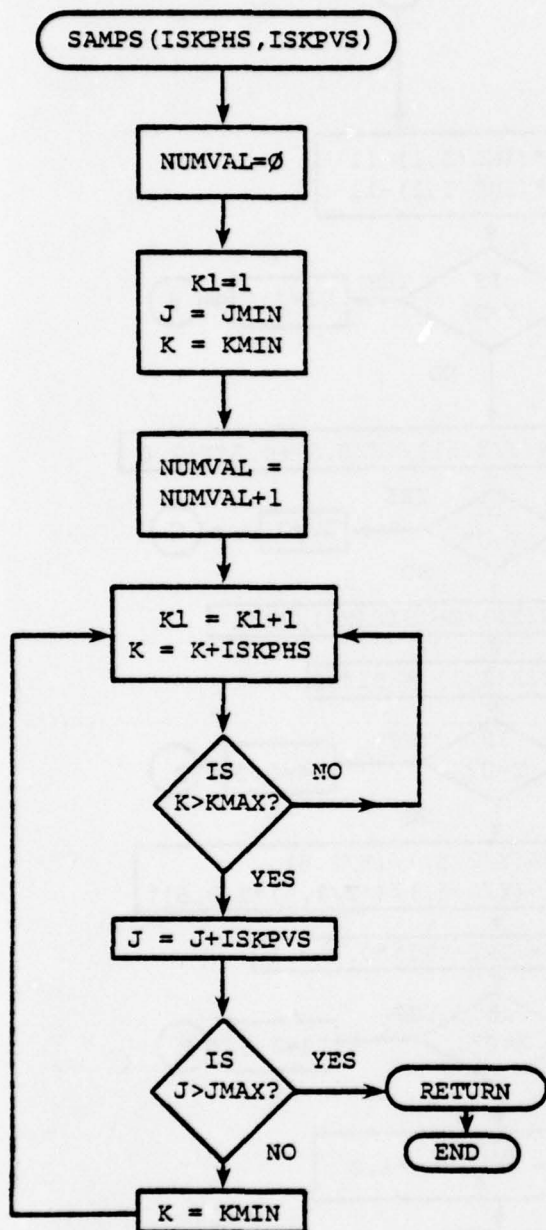 SAMPS(ISKPHS,ISKPVS)
NUMVAL=Ø
K1=1
J = JMIN
K = KMIN
NUMVAL =
NUMVAL+1
K1 = K1+1
K = K+ISKPHS
IS
K>KMAX?
NO
YES
J = J+ISKPVS
IS
J>JMAX?
YES
RETURN
END
NO
K = KMIN